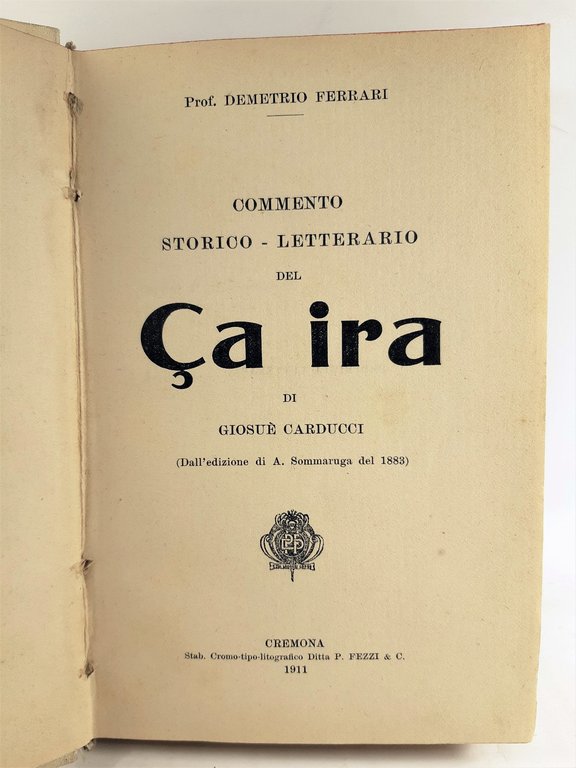 Prof. DEMETRIO FERRARI
COMMENTO
STORICO - LETTERARIO
DEL
Ça ira
DI
GIOSUÈ CARDUCCI
(Dall'edizione di A. Sommaruga del 1883)
CREMONA
Stab. Cromo-tipo-litografico Ditta P. FEZZI & C.
1911